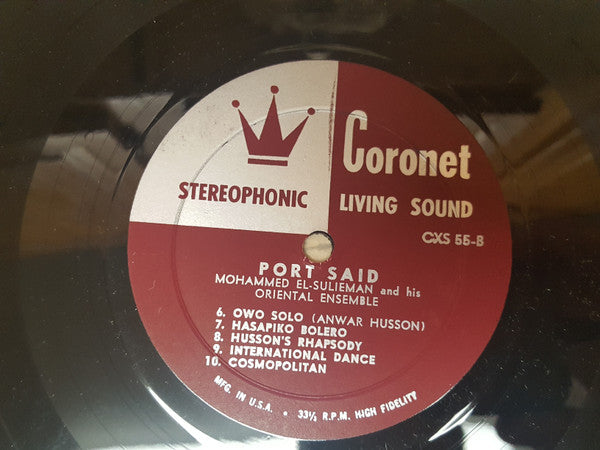 Coronet
STEREOPHONIC
LIVING SOUND
CXS 55-B
PORT SAID
MOHAMMED EL-SULIEMAN and his
ORIENTAL ENSEMBLE
6. OWO SOLO (ANWAR HUSSON)
7. HASAPIKO BOLERO
8. HUSSON'S RHAPSODY
9. INTERNATIONAL DANCE
10. COSMOPOLITAN
MFG. IN U.S.A. • 33⅓ R.P.M. HIGH FIDELITY